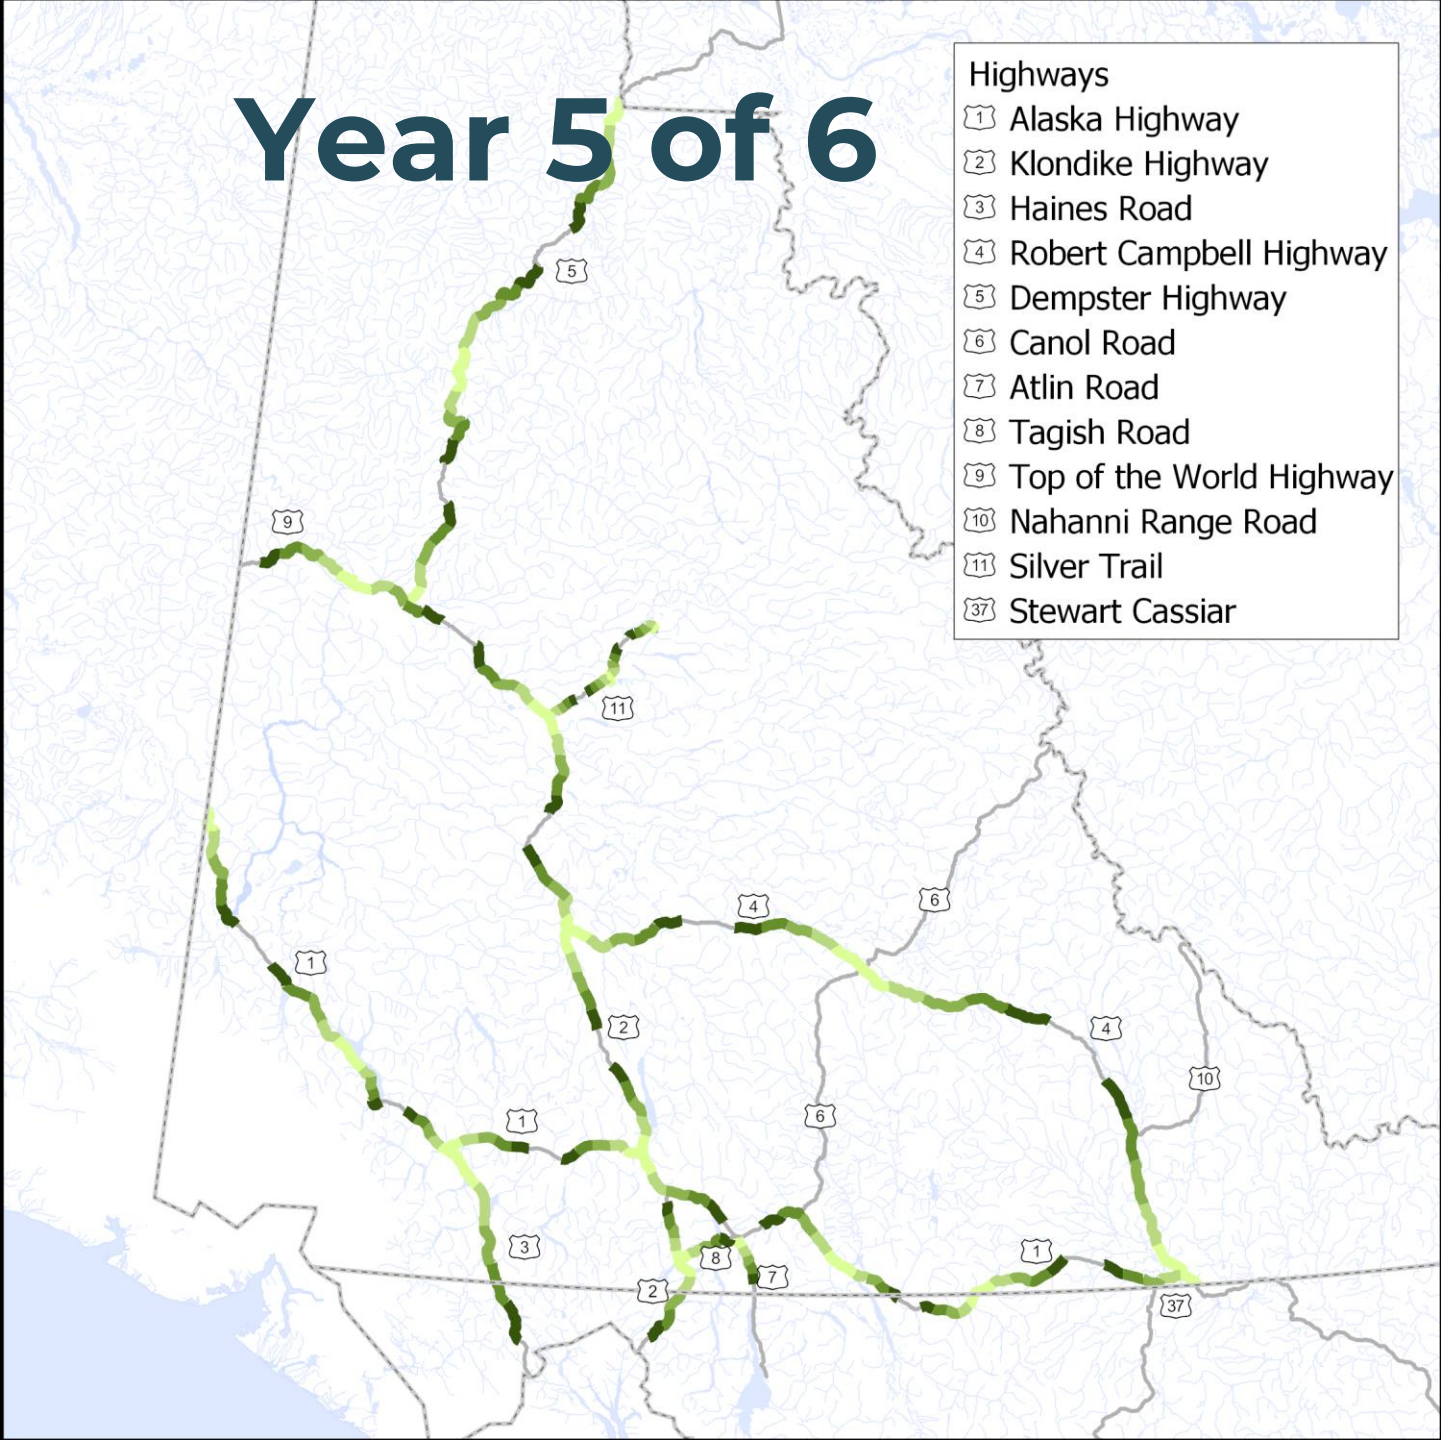 Year 5 of 6
Highways
1 Alaska Highway
2 Klondike Highway
3 Haines Road
4 Robert Campbell Highway
5 Dempster Highway
6 Canol Road
7 Atlin Road
8 Tagish Road
9 Top of the World Highway
10 Nahanni Range Road
11 Silver Trail
37 Stewart Cassiar
5
9
11
6
4
1
2
4
10
6
1
3
8
1
7
2
37